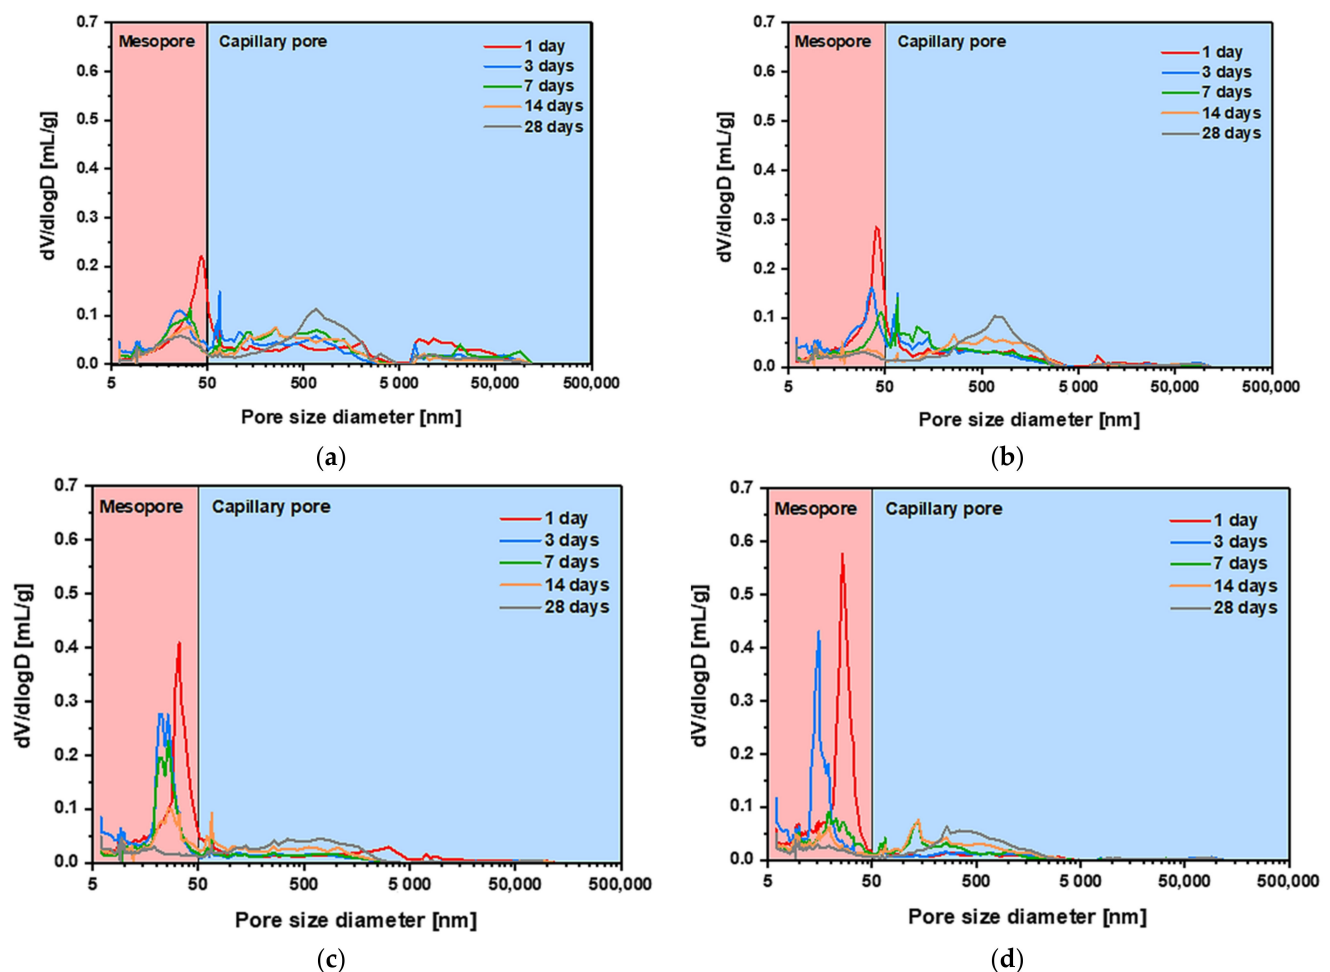 0.7
0.6
0.5
0.4
0.3
0.2
0.1
0.0
dV/dlogD [mL/g]
Mesopore
Capillary pore
1 day
3 days
7 days
14 days
28 days
5
50
500
5 000
50,000
500,000
Pore size diameter [nm]
(a)
0.7
0.6
0.5
0.4
0.3
0.2
0.1
0.0
dV/dlogD [mL/g]
Mesopore
Capillary pore
1 day
3 days
7 days
14 days
28 days
5
50
500
5 000
50,000
500,000
Pore size diameter [nm]
(b)
0.7
0.6
0.5
0.4
0.3
0.2
0.1
0.0
dV/dlogD [mL/g]
Mesopore
Capillary pore
1 day
3 days
7 days
14 days
28 days
5
50
500
5 000
50,000
500,000
Pore size diameter [nm]
(c)
0.7
0.6
0.5
0.4
0.3
0.2
0.1
0.0
dV/dlogD [mL/g]
Mesopore
Capillary pore
1 day
3 days
7 days
14 days
28 days
5
50
500
5 000
50,000
500,000
Pore size diameter [nm]
(d)